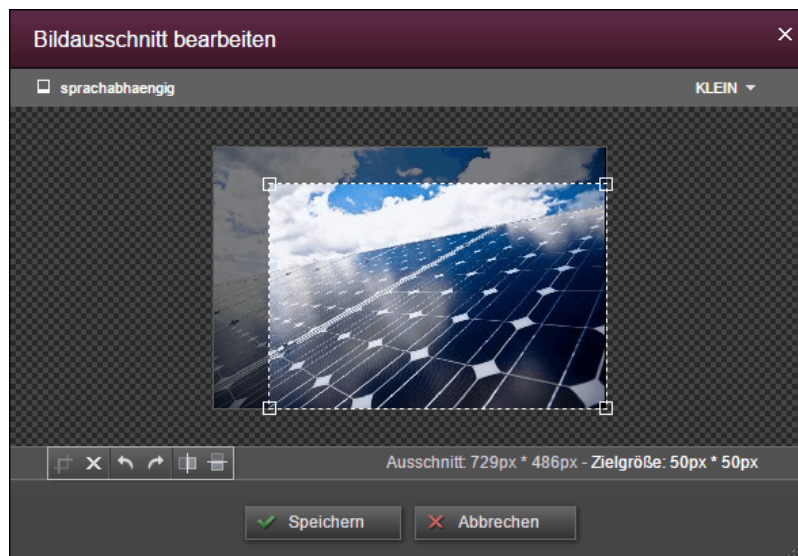 Bildausschnitt bearbeiten
sprachabhaengig KLEIN
Ausschnitt: 729px * 486px - Zielgröße: 50px * 50px
Speichern Abbrechen